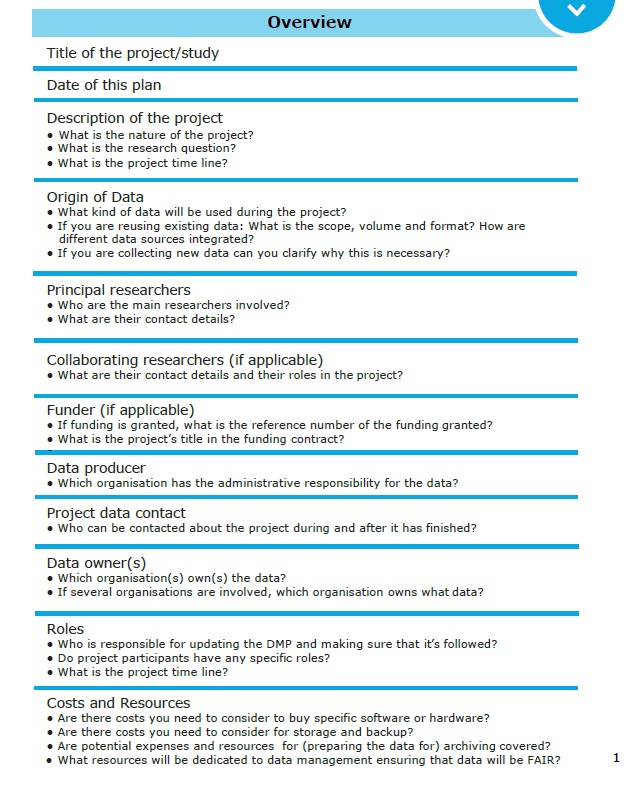 Overview
Title of the project/study
Date of this plan
Description of the project
• What is the nature of the project?
• What is the research question?
• What is the project time line?
Origin of Data
• What kind of data will be used during the project?
• If you are reusing existing data: What is the scope, volume and format? How are
different data sources integrated?
• If you are collecting new data can you clarify why this is necessary?
Principal researchers
• Who are the main researchers involved?
• What are their contact details?
Collaborating researchers (if applicable)
• What are their contact details and their roles in the project?
Funder (if applicable)
• If funding is granted, what is the reference number of the funding granted?
• What is the project's title in the funding contract?
Data producer
• Which organisation has the administrative responsibility for the data?
Project data contact
• Who can be contacted about the project during and after it has finished?
Data owner(s)
• Which organisation(s) own(s) the data?
• If several organisations are involved, which organisation owns what data?
Roles
• Who is responsible for updating the DMP and making sure that it's followed?
• Do project participants have any specific roles?
• What is the project time line?
Costs and Resources
• Are there costs you need to consider to buy specific software or hardware?
• Are there costs you need to consider for storage and backup?
• Are potential expenses and resources for (preparing the data for) archiving covered?
• What resources will be dedicated to data management ensuring that data will be FAIR?
1